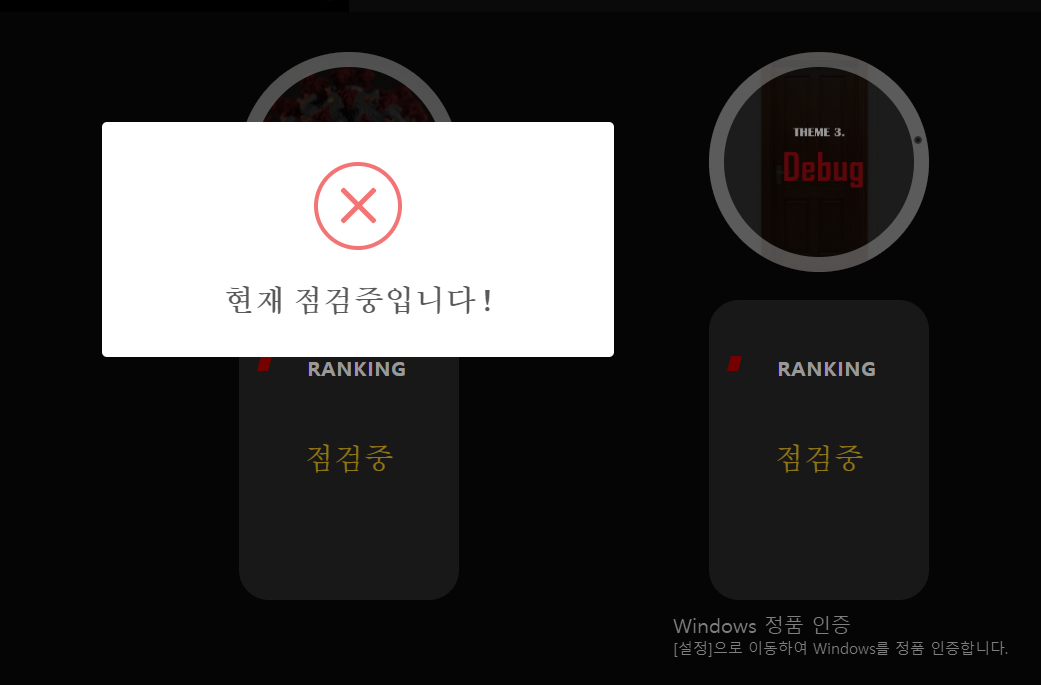 THEME 3.
Debug
현재 점검중입니다!
RANKING
점검중
RANKING
점검중
Windows 정품 인증
[설정]으로 이동하여 Windows를 정품 인증합니다.